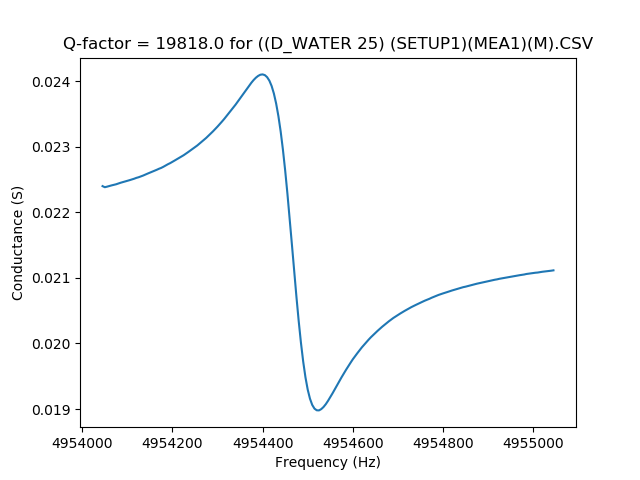 Q-factor = 19818.0 for ((D_WATER 25) (SETUP1)(MEA1)(M).CSV
0.024
0.023
0.022
0.021
0.020
0.019
Conductance (S)
4954000 4954200 4954400 4954600 4954800 4955000
Frequency (Hz)